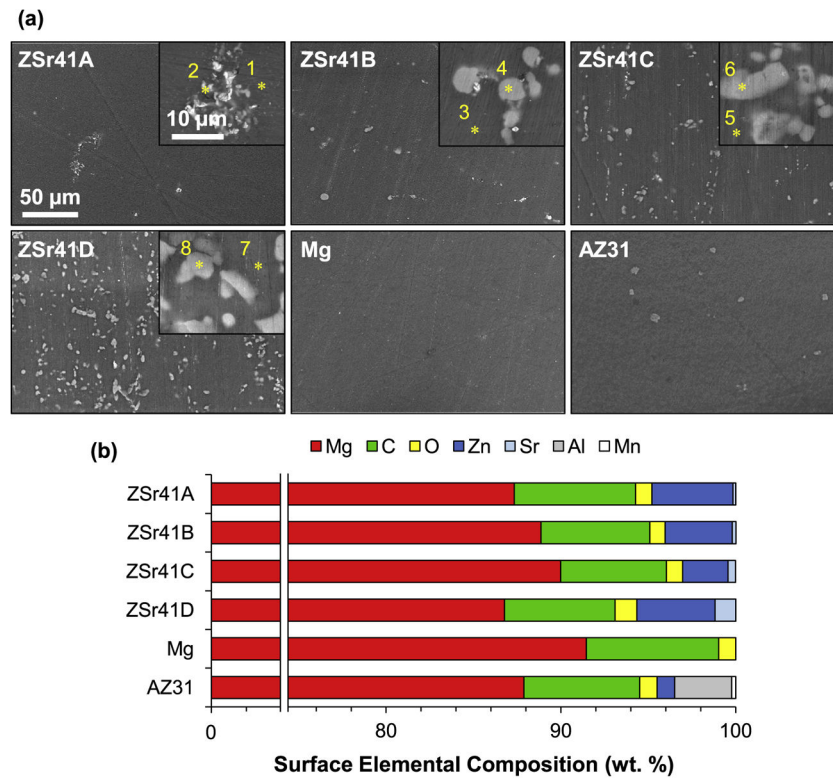 (a)
ZSr41A
2
1
*
*
10 µm
50 µm
ZSr41B
4
*
3
*
ZSr41C
6
*
5
*
ZSr41D
8
7
*
*
Mg
AZ31
(b)
Mg C O Zn Sr Al Mn
ZSr41A
ZSr41B
ZSr41C
ZSr41D
Mg
AZ31
0 80 90 100
Surface Elemental Composition (wt. %)